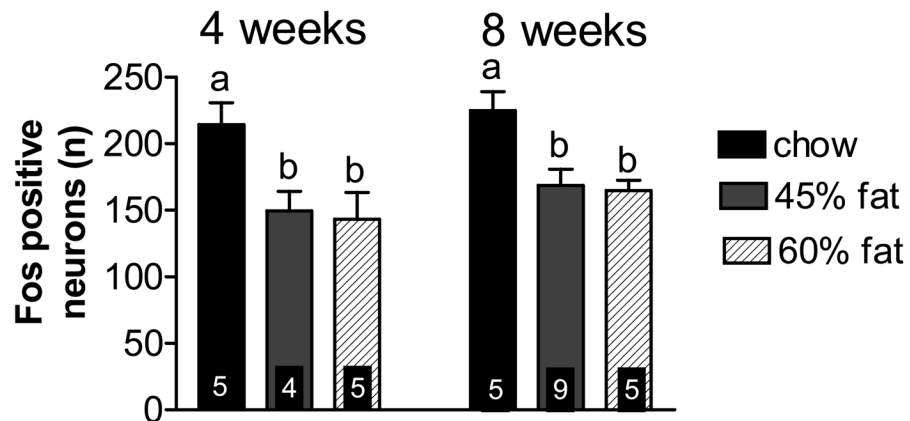 4 weeks
8 weeks
Fos positive
neurons (n)
250
200
150
100
50
0
a
b
b
a
b
b
5
4
5
5
9
5
chow
45% fat
60% fat